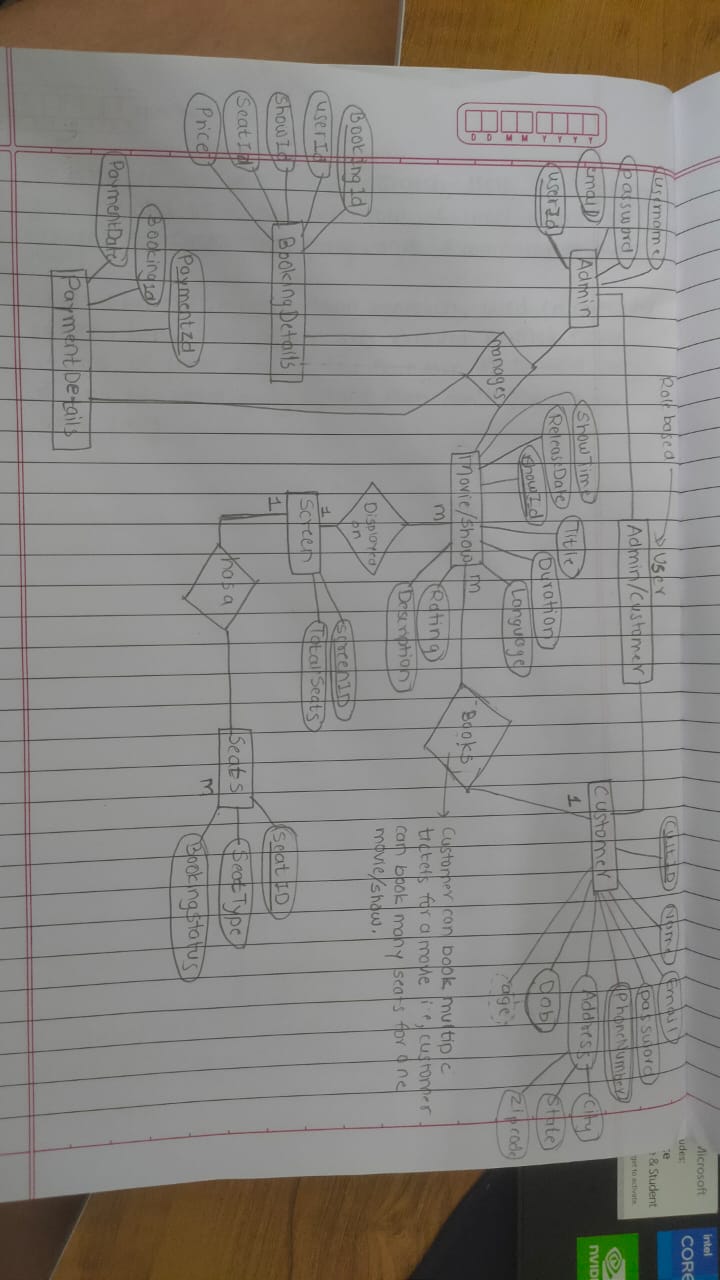 Role based
User
Admin/Customer
username
password
Email
userId
Admin
CustID
Name
Email
password
PhoneNumber
Address
City
State
Zipcode
Dob
age
Customer
1
ShowTime
ReleaseDate
showId
Title
Duration
Language
manages
Movie/Show
m
m
Rating
Description
Books
Customer can book multiple
tickets for a movie i.e, customer
can book many seats for one
movie/show.
Displayed
on
1
Screen
1
screenID
TotalSeats
has a
Seats
m
Seat ID
SeatType
BookingStatus
BookingId
userId
showId
SeatId
Price
BookingDetails
PaymentId
BookingId
PaymentDate
PaymentDetails
D D M M Y Y Y Y
Microsoft
udes:
e & Student
get to activate.
intel
CORE
NVID